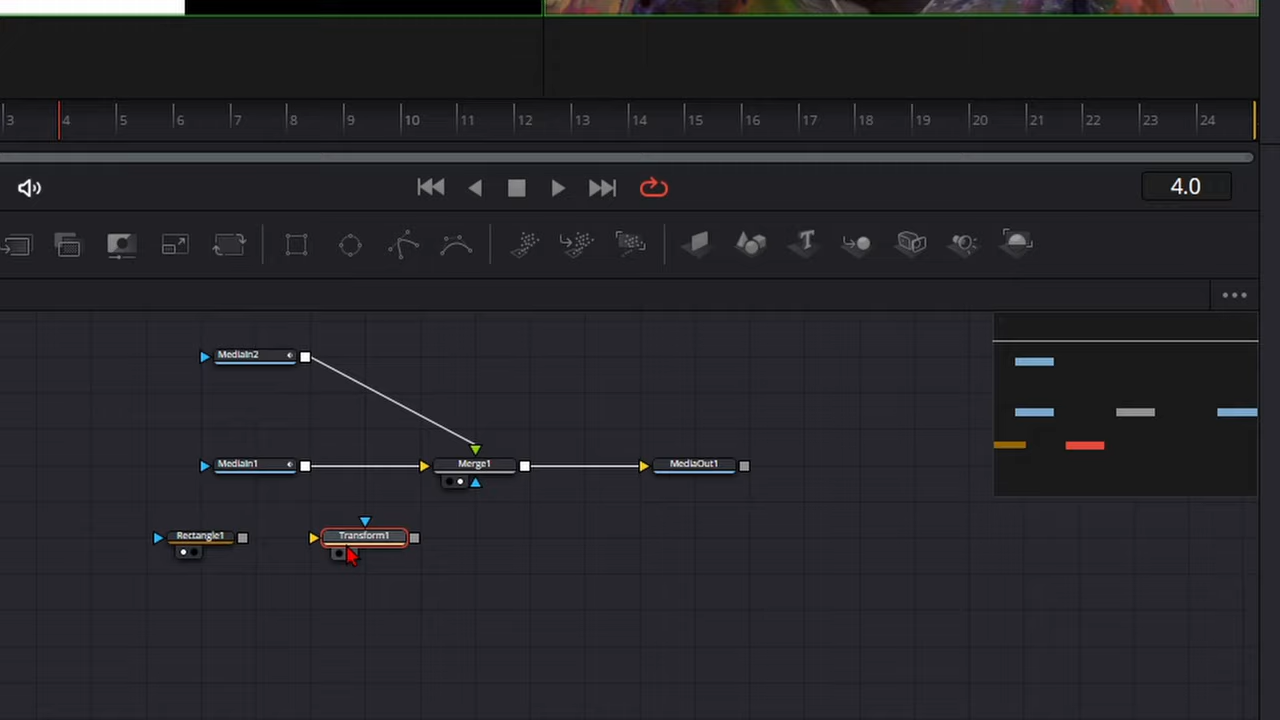 3 4 5 6 7 8 9 10 11 12 13 14 15 16 17 18 19 20 21 22 23 24
4.0
MediaIn2
MediaIn1 Merge1 MediaOut1
Rectangle1 Transform1